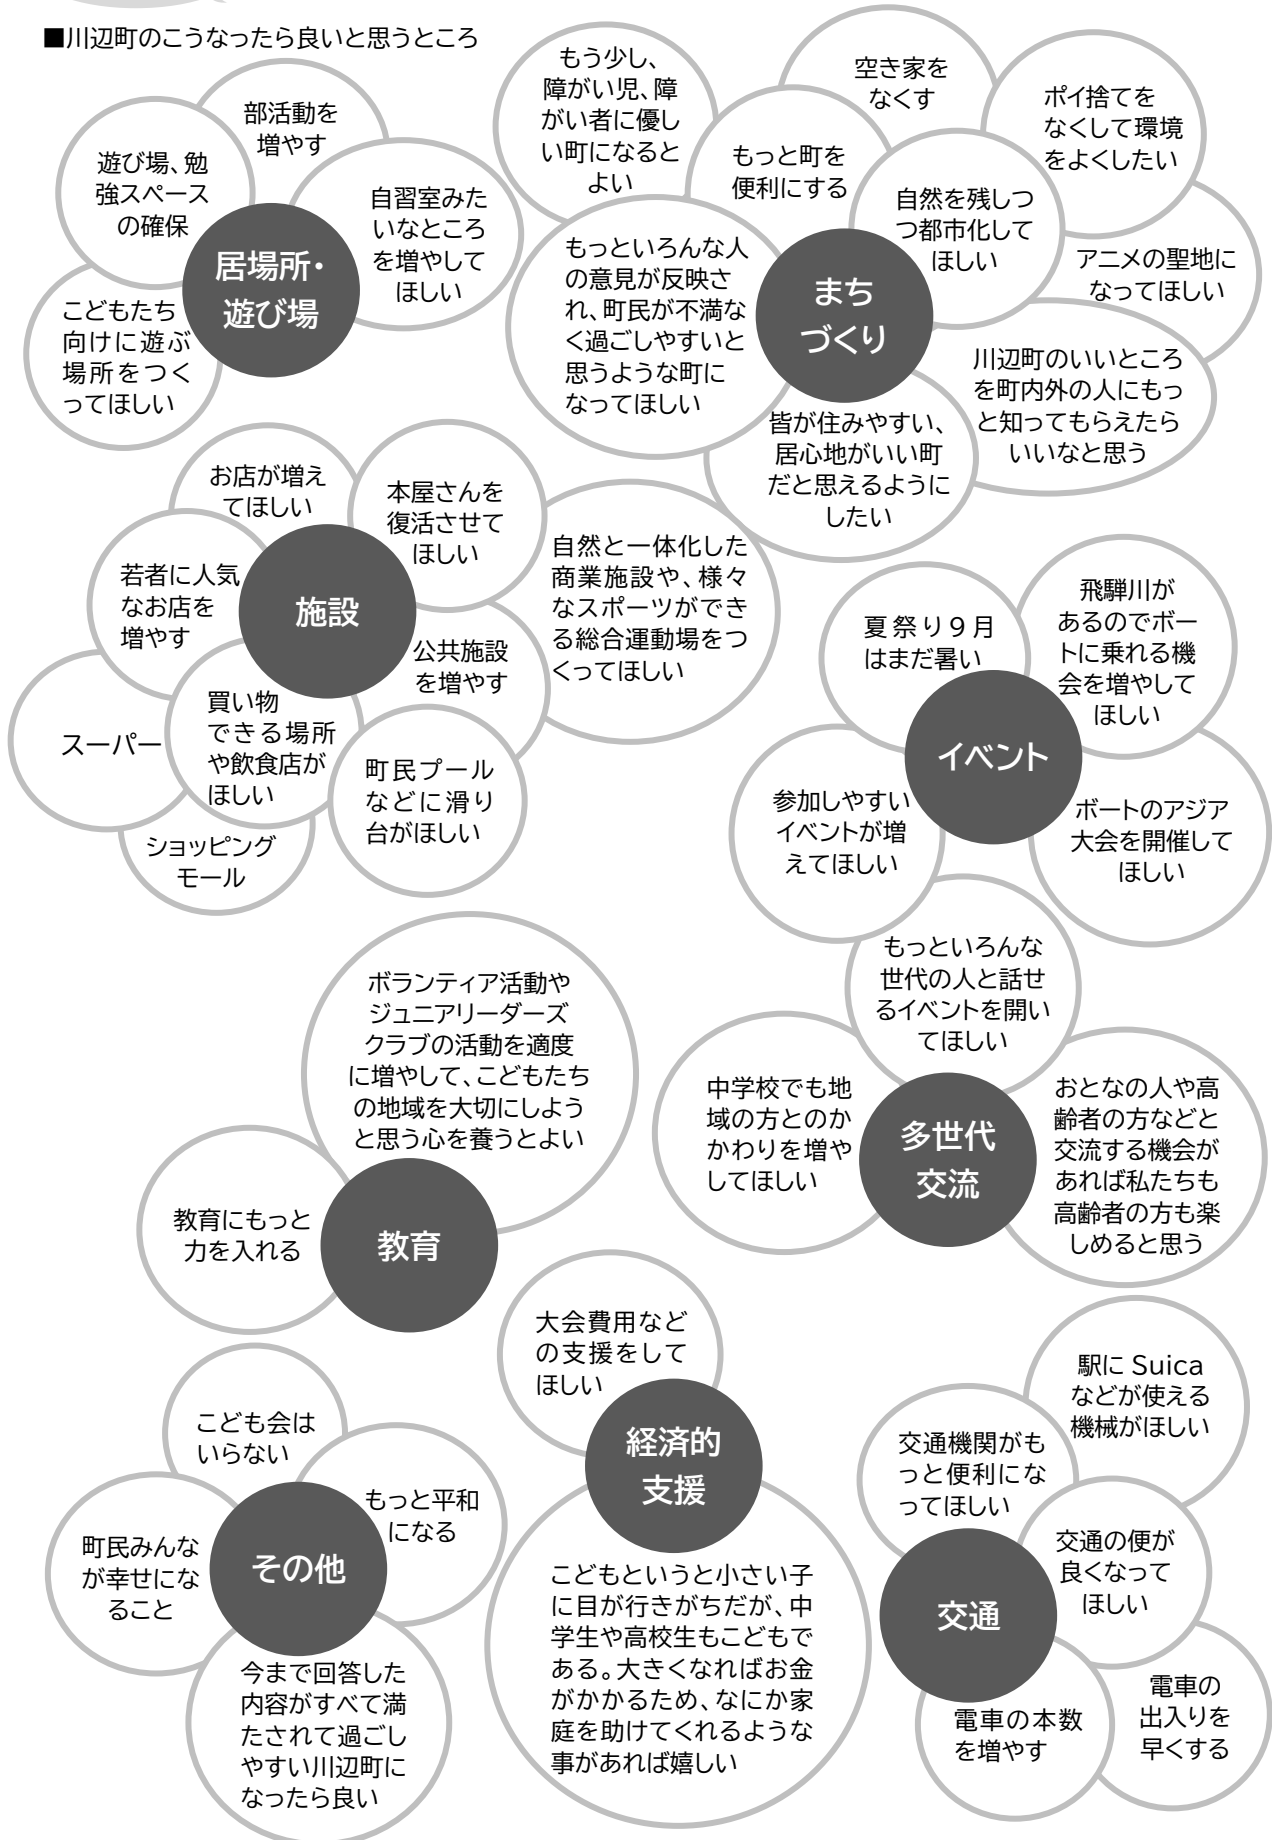 ■川辺町のこうなったら良いと思うところ
部活動を
増やす
遊び場、勉
強スペース
の確保
自習室みた
いなところ
を増やして
ほしい
居場所・
遊び場
こどもたち
向けに遊ぶ
場所をつく
ってほしい
もう少し、
障がい児、障
がい者に優し
い町になると
よい
空き家を
なくす
ポイ捨てを
なくして環境
をよくしたい
もっと町を
便利にする
自然を残しつ
つ都市化して
ほしい
アニメの聖地に
なってほしい
もっといろんな人
の意見が反映さ
れ、町民が不満な
く過ごしやすいと
思うような町に
なってほしい
まち
づくり
川辺町のいいところ
を町内外の人にもっ
と知ってもらえたら
いいなと思う
皆が住みやすい、
居心地がいい町
だと思えるように
したい
お店が増え
てほしい
本屋さんを
復活させて
ほしい
自然と一体化した
商業施設や、様々
なスポーツができ
る総合運動場をつ
くってほしい
若者に人気
なお店を
増やす
施設
公共施設
を増やす
スーパー
買い物
できる場所
や飲食店が
ほしい
町民プール
などに滑り
台がほしい
ショッピング
モール
夏祭り9月
はまだ暑い
飛騨川が
あるのでボー
トに乗れる機
会を増やして
ほしい
イベント
参加しやすい
イベントが増
えてほしい
ボートのアジア
大会を開催して
ほしい
もっといろんな
世代の人と話せ
るイベントを開い
てほしい
中学校でも地
域の方とのか
かわりを増や
してほしい
多世代
交流
おとなの人や高
齢者の方などと
交流する機会が
あれば私たちも
高齢者の方も楽
しめると思う
ボランティア活動や
ジュニアリーダーズ
クラブの活動を適度
に増やして、こどもたち
の地域を大切にしよう
と思う心を養うとよい
教育にもっと
力を入れる
教育
大会費用など
の支援をして
ほしい
経済的
支援
こどもというと小さい子
に目が行きがちだが、中
学生や高校生もこどもで
ある。大きくなればお金
がかかるため、なにか家
庭を助けてくれるような
事があれば嬉しい
こども会は
いらない
もっと平和
になる
町民みんな
が幸せにな
ること
その他
今まで回答した
内容がすべて満
たされて過ごし
やすい川辺町に
なったら良い
駅に Suica
などが使える
機械がほしい
交通機関がも
っと便利にな
ってほしい
交通の便が
良くなって
ほしい
交通
電車の本数
を増やす
電車の
出入りを
早くする